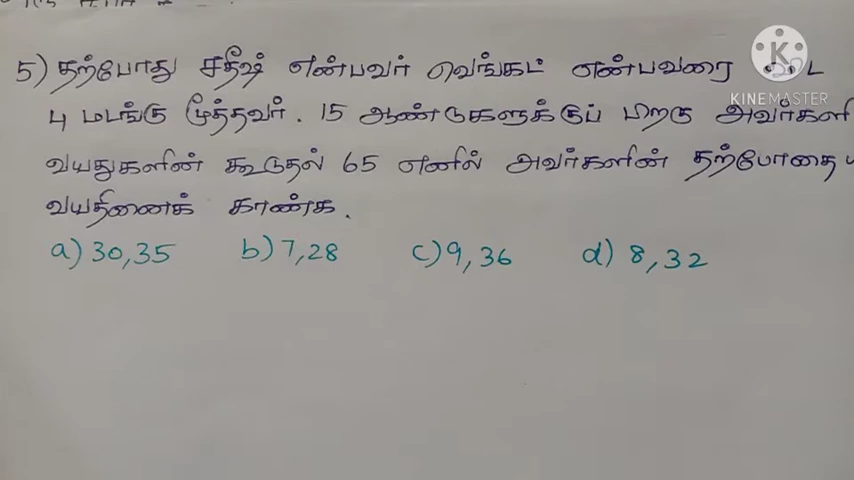 5) தற்போது சதீஷ் என்பவர் வெங்கட் என்பவரை விட
4 மடங்கு மூத்தவர். 15 ஆண்டுகளுக்குப் பிறகு அவர்களி
வயதுகளின் கூடுதல் 65 எனில் அவர்களின் தற்போதைய
வயதினைக் காண்க.
a) 30,35 b) 7,28 c) 9,36 d) 8,32
KINEMASTER